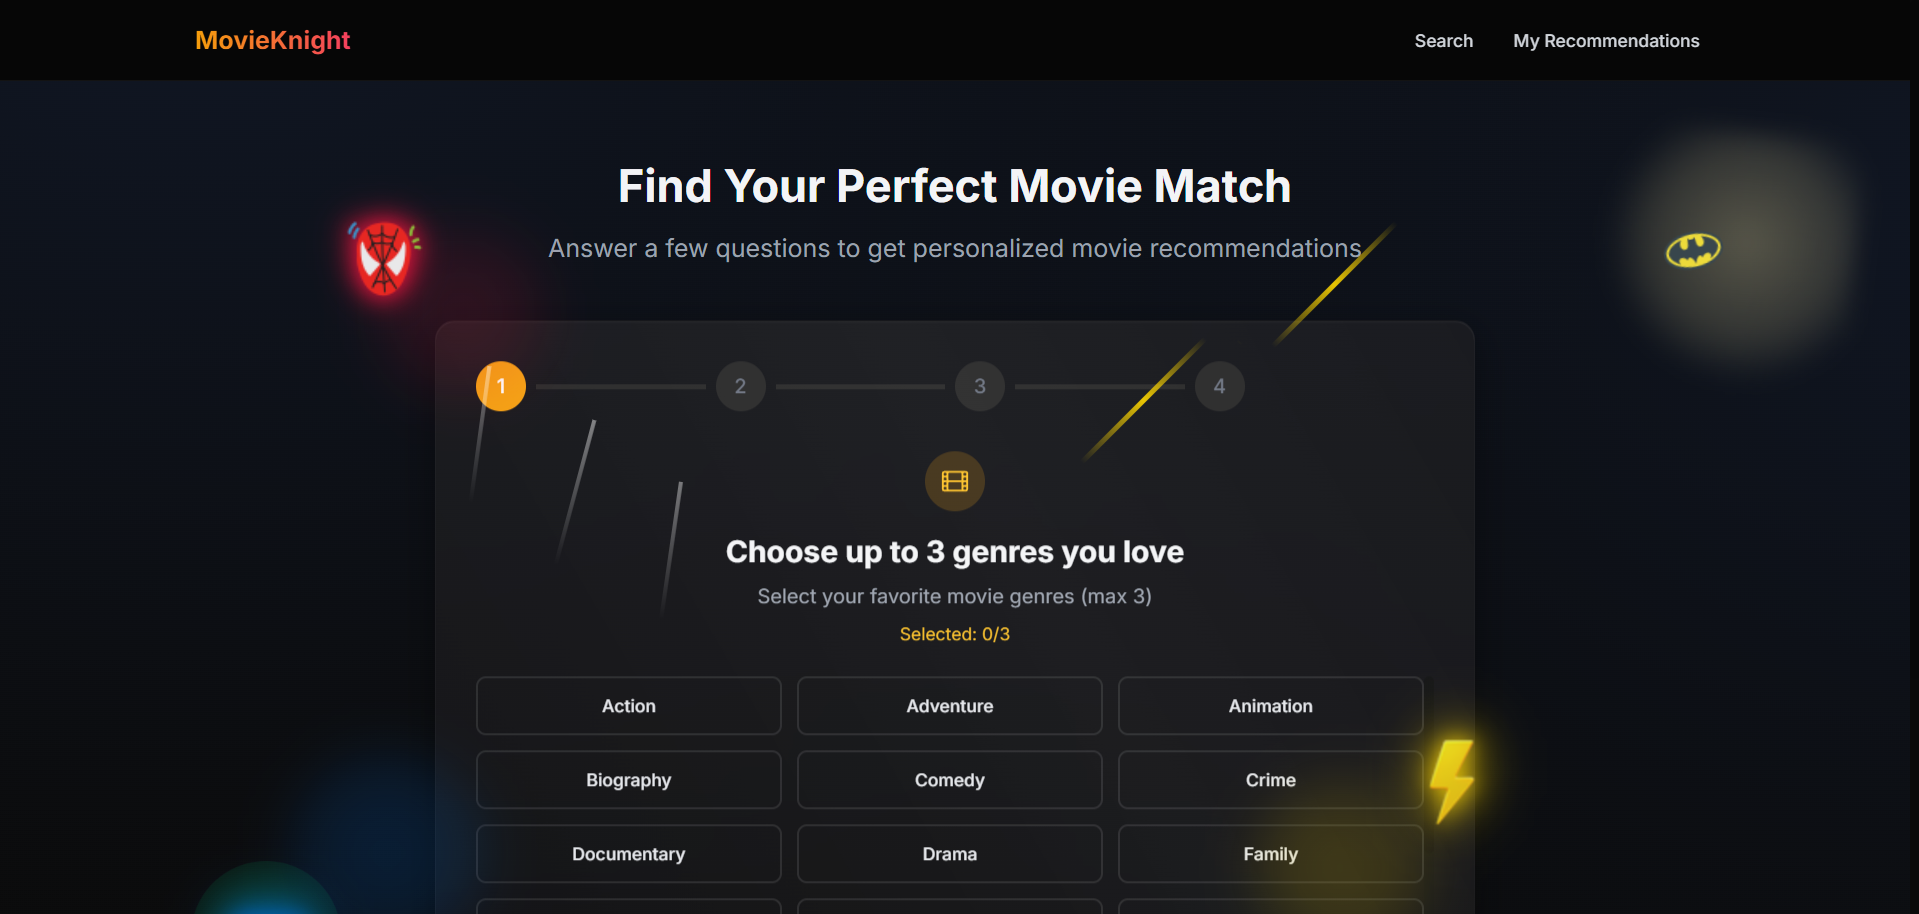 MovieKnight
Search
My Recommendations
Find Your Perfect Movie Match
Answer a few questions to get personalized movie recommendations
1
2
3
4
Choose up to 3 genres you love
Select your favorite movie genres (max 3)
Selected: 0/3
Action
Adventure
Animation
Biography
Comedy
Crime
Documentary
Drama
Family